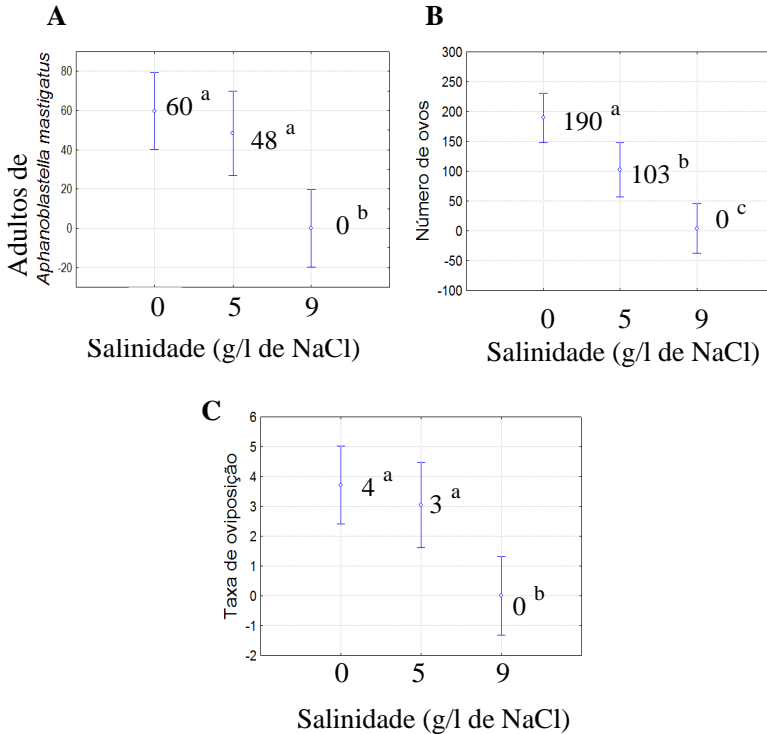 A
Adultos de
Aphanoblastella mastigatus
80
60
40
20
0
-20
60 a
48 a
0 b
0 5 9
Salinidade (g/l de NaCl)
B
Número de ovos
300
250
200
150
100
50
0
-50
-100
190 a
103 b
0 c
0 5 9
Salinidade (g/l de NaCl)
C
Taxa de oviposição
6
5
4
3
2
1
0
-1
-2
4 a
3 a
0 b
0 5 9
Salinidade (g/l de NaCl)